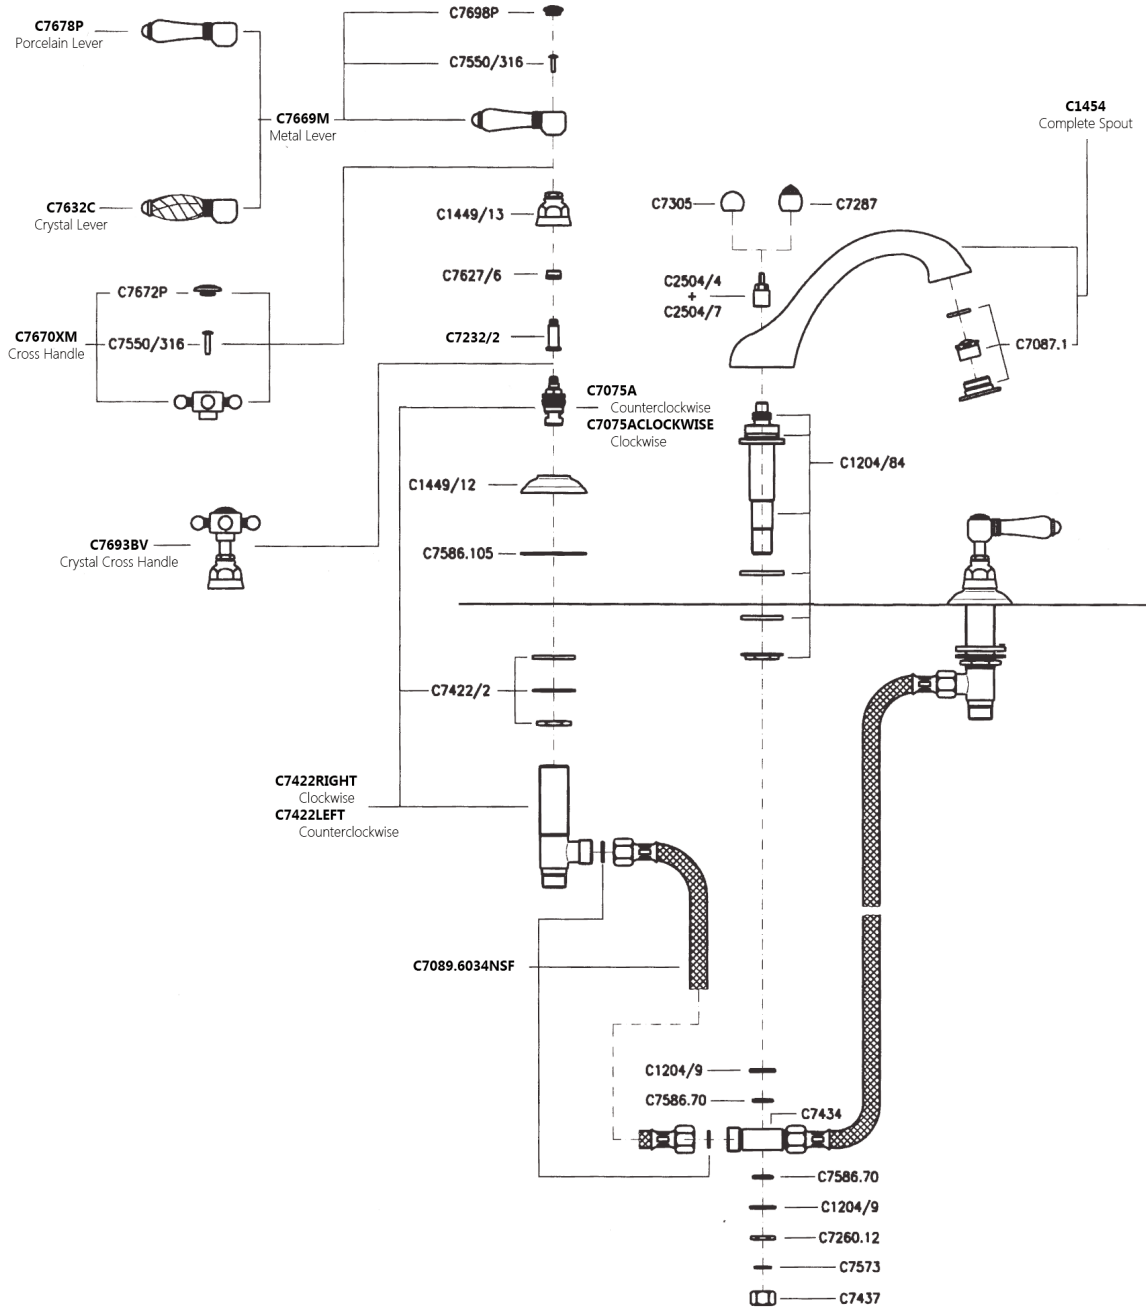 C7698P
C7678P
Porcelain Lever
C7550/316
C7669M
Metal Lever
C1454
Complete Spout
C7632C
Crystal Lever
C1449/13
C7305
C7287
C7627/6
C2504/4
+
C2504/7
C7672P
C7670XM
Cross Handle
C7550/316
C7232/2
C7087.1
C7075A
Counterclockwise
C7075ACLOCKWISE
Clockwise
C1204/84
C1449/12
C7693BV
Crystal Cross Handle
C7586.105
C7422/2
C7422RIGHT
Clockwise
C7422LEFT
Counterclockwise
C7089.6034NSF
C1204/9
C7586.70
C7434
C7586.70
C1204/9
C7260.12
C7573
C7437